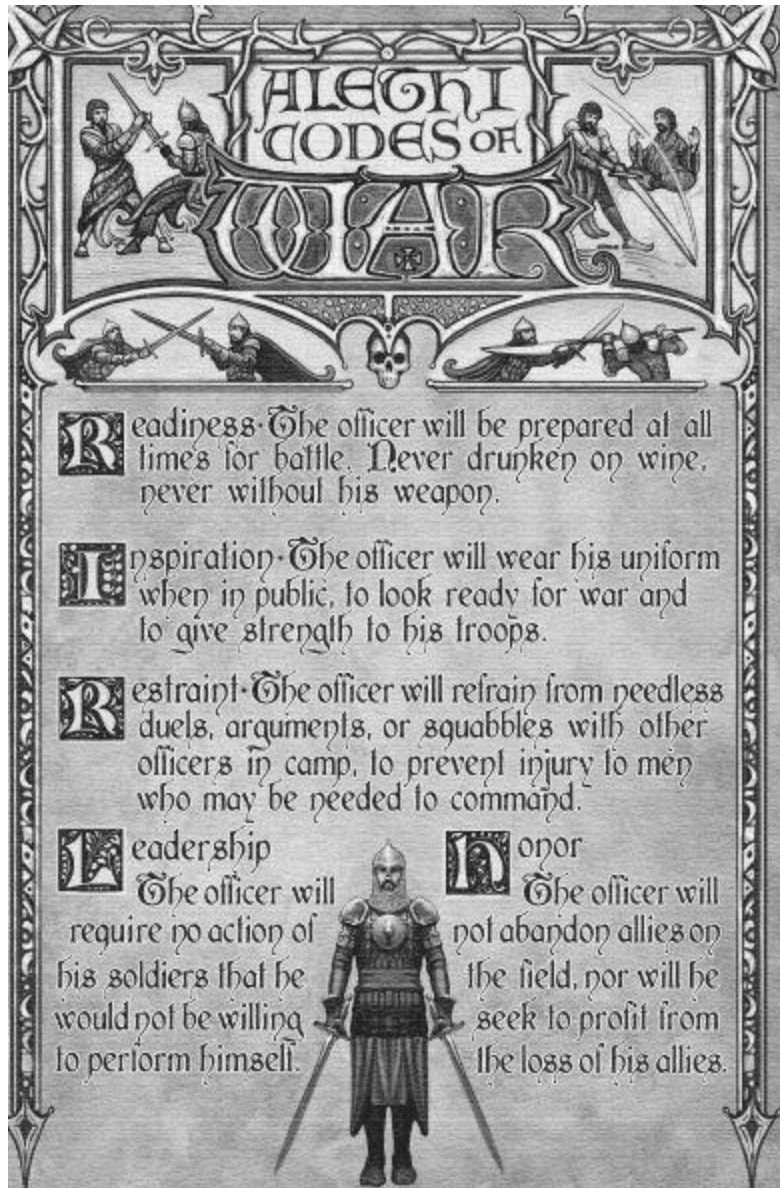 ALETHI
CODES OF
WAR
Readiness·The officer will be prepared at all
times for battle. Never drunken on wine,
never without his weapon.
Inspiration·The officer will wear his uniform
when in public, to look ready for war and
to give strength to his troops.
Restraint·The officer will refrain from needless
duels, arguments, or squabbles with other
officers in camp, to prevent injury to men
who may be needed to command.
Leadership
The officer will
require no action of
his soldiers that he
would not be willing
to perform himself.
Honor
The officer will
not abandon allies on
the field, nor will he
seek to profit from
the loss of his allies.